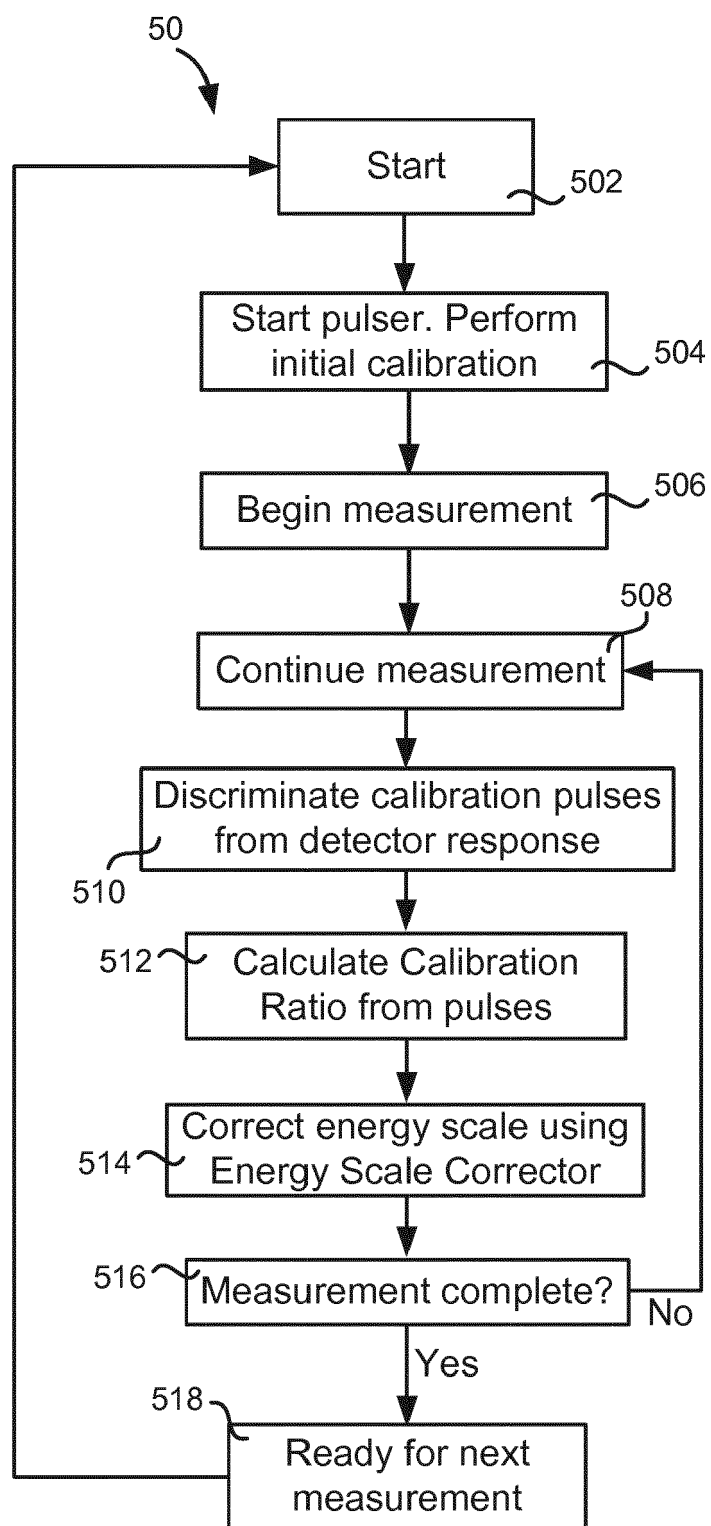 50
Start
502
Start pulser. Perform
initial calibration
504
Begin measurement
506
508
Continue measurement
Discriminate calibration pulses
from detector response
510
512
Calculate Calibration
Ratio from pulses
Correct energy scale using
Energy Scale Corrector
514
516
Measurement complete?
No
Yes
518
Ready for next
measurement